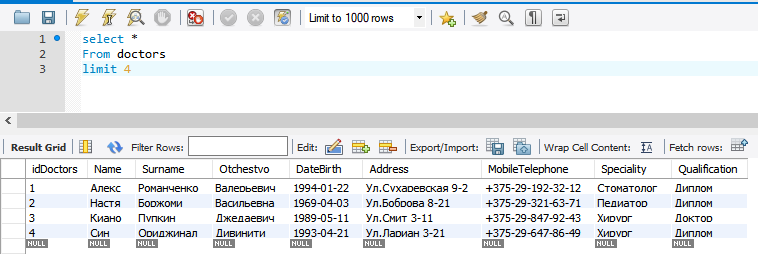 Limit to 1000 rows
1 select *
2 From doctors
3 limit 4
Result Grid Filter Rows: Edit: Export/Import: Wrap Cell Content: Fetch rows:
idDoctors Name Surname Otchestvo DateBirth Address MobileTelephone Speciality Qualification
1 Алекс Романченко Валерьевич 1994-01-22 Ул.Сухаревская 9-2 +375-29-192-32-12 Стоматолог Диплом
2 Настя Боржоми Васильевна 1969-04-03 Ул.Боброва 8-21 +375-29-321-63-71 Педиатор Диплом
3 Киано Пупкин Джедаевич 1989-05-11 Ул.Смит 3-11 +375-29-847-92-43 Хирург Доктор
4 Син Ориджинал Дивинити 1993-04-21 Ул.Лариан 3-21 +375-29-647-86-49 Хирург Диплом
NULL NULL NULL NULL NULL NULL NULL NULL NULL